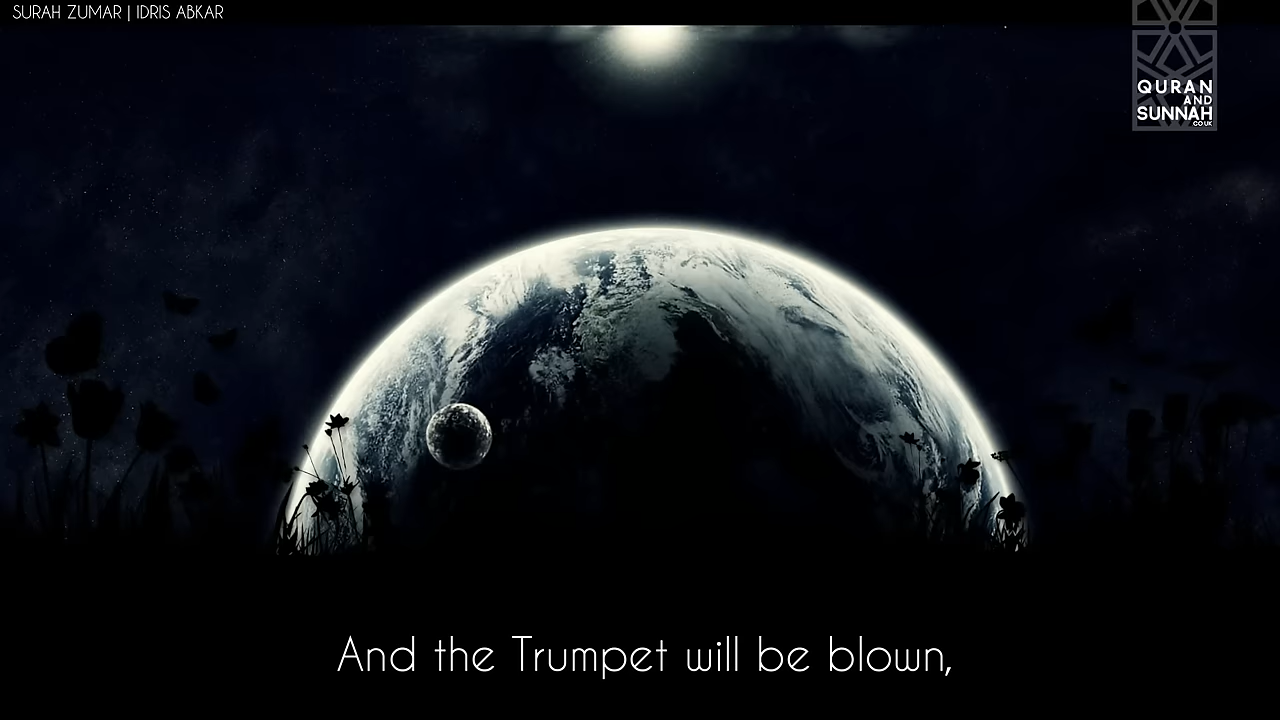 SURAH ZUMAR | IDRIS ABKAR
QURAN
AND
SUNNAH
.CO.UK
And the Trumpet will be blown,